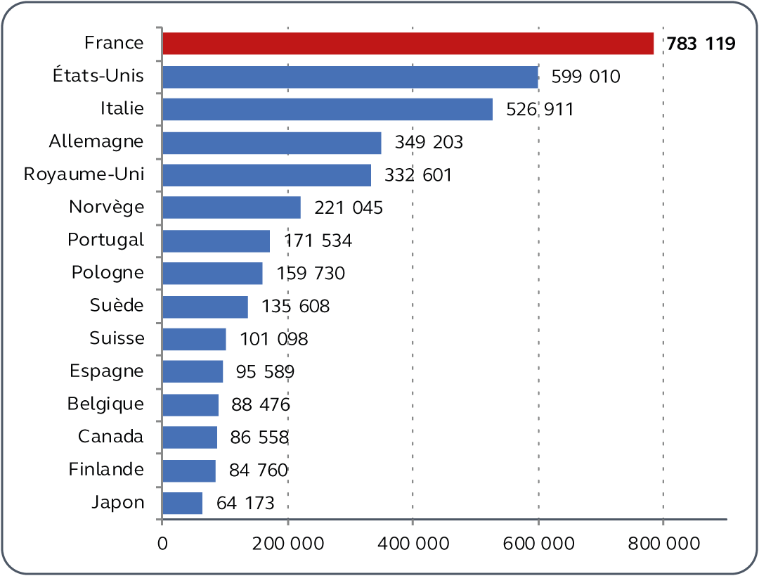 France 783 119
États-Unis 599 010
Italie 526 911
Allemagne 349 203
Royaume-Uni 332 601
Norvège 221 045
Portugal 171 534
Pologne 159 730
Suède 135 608
Suisse 101 098
Espagne 95 589
Belgique 88 476
Canada 86 558
Finlande 84 760
Japon 64 173
0 200 000 400 000 600 000 800 000